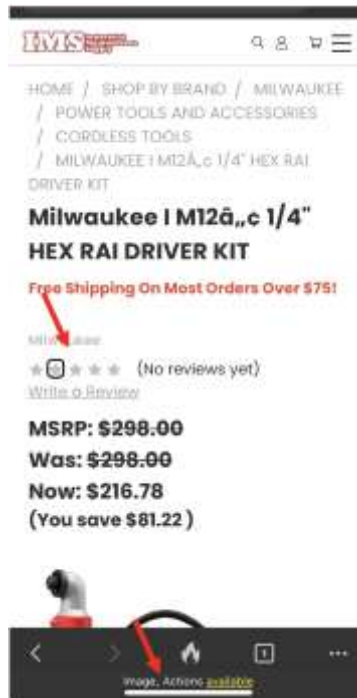 IMS
HOME / SHOP BY BRAND / MILWAUKEE
/ POWER TOOLS AND ACCESSORIES
/ CORDLESS TOOLS
/ MILWAUKEE I M12Â„¢ 1/4" HEX RAI
DRIVER KIT
Milwaukee I M12â„¢ 1/4"
HEX RAI DRIVER KIT
Free Shipping On Most Orders Over $75!
Milwaukee
(No reviews yet)
Write a Review
MSRP: $298.00
Was: $298.00
Now: $216.78
(You save $81.22 )
1
Image, Actions available